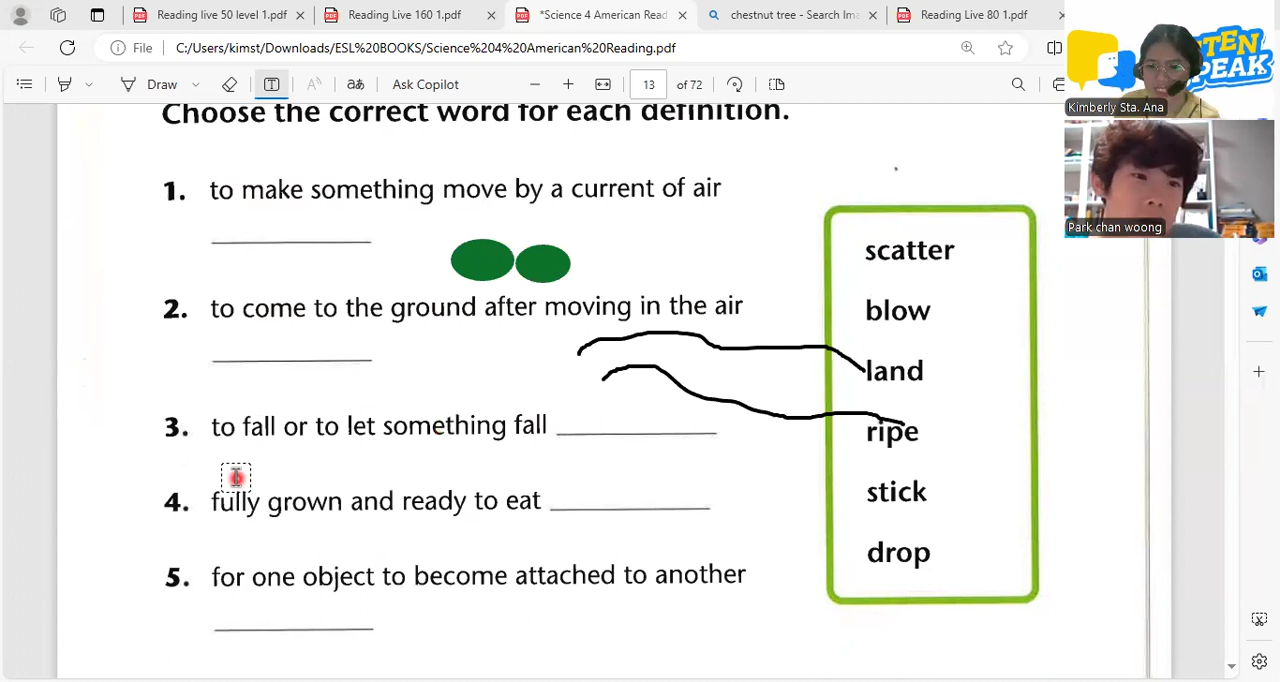 Reading live 50 level 1.pdf
Reading Live 160 1.pdf
*Science 4 American Read
chestnut tree - Search Ima
Reading Live 80 1.pdf
File
C:/Users/kimst/Downloads/ESL%20BOOKS/Science%204%20American%20Reading.pdf
Draw
Ask Copilot
13 of 72
TEN
PEAK
Kimberly Sta. Ana
Park chan woong
Choose the correct word for each definition.
1. to make something move by a current of air
2. to come to the ground after moving in the air
3. to fall or to let something fall
4. fully grown and ready to eat
5. for one object to become attached to another
scatter
blow
land
ripe
stick
drop